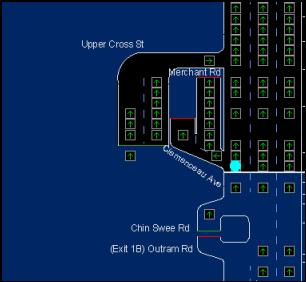 Upper Cross St
Merchant Rd
Clemenceau Ave
Chin Swee Rd
(Exit 1B) Outram Rd